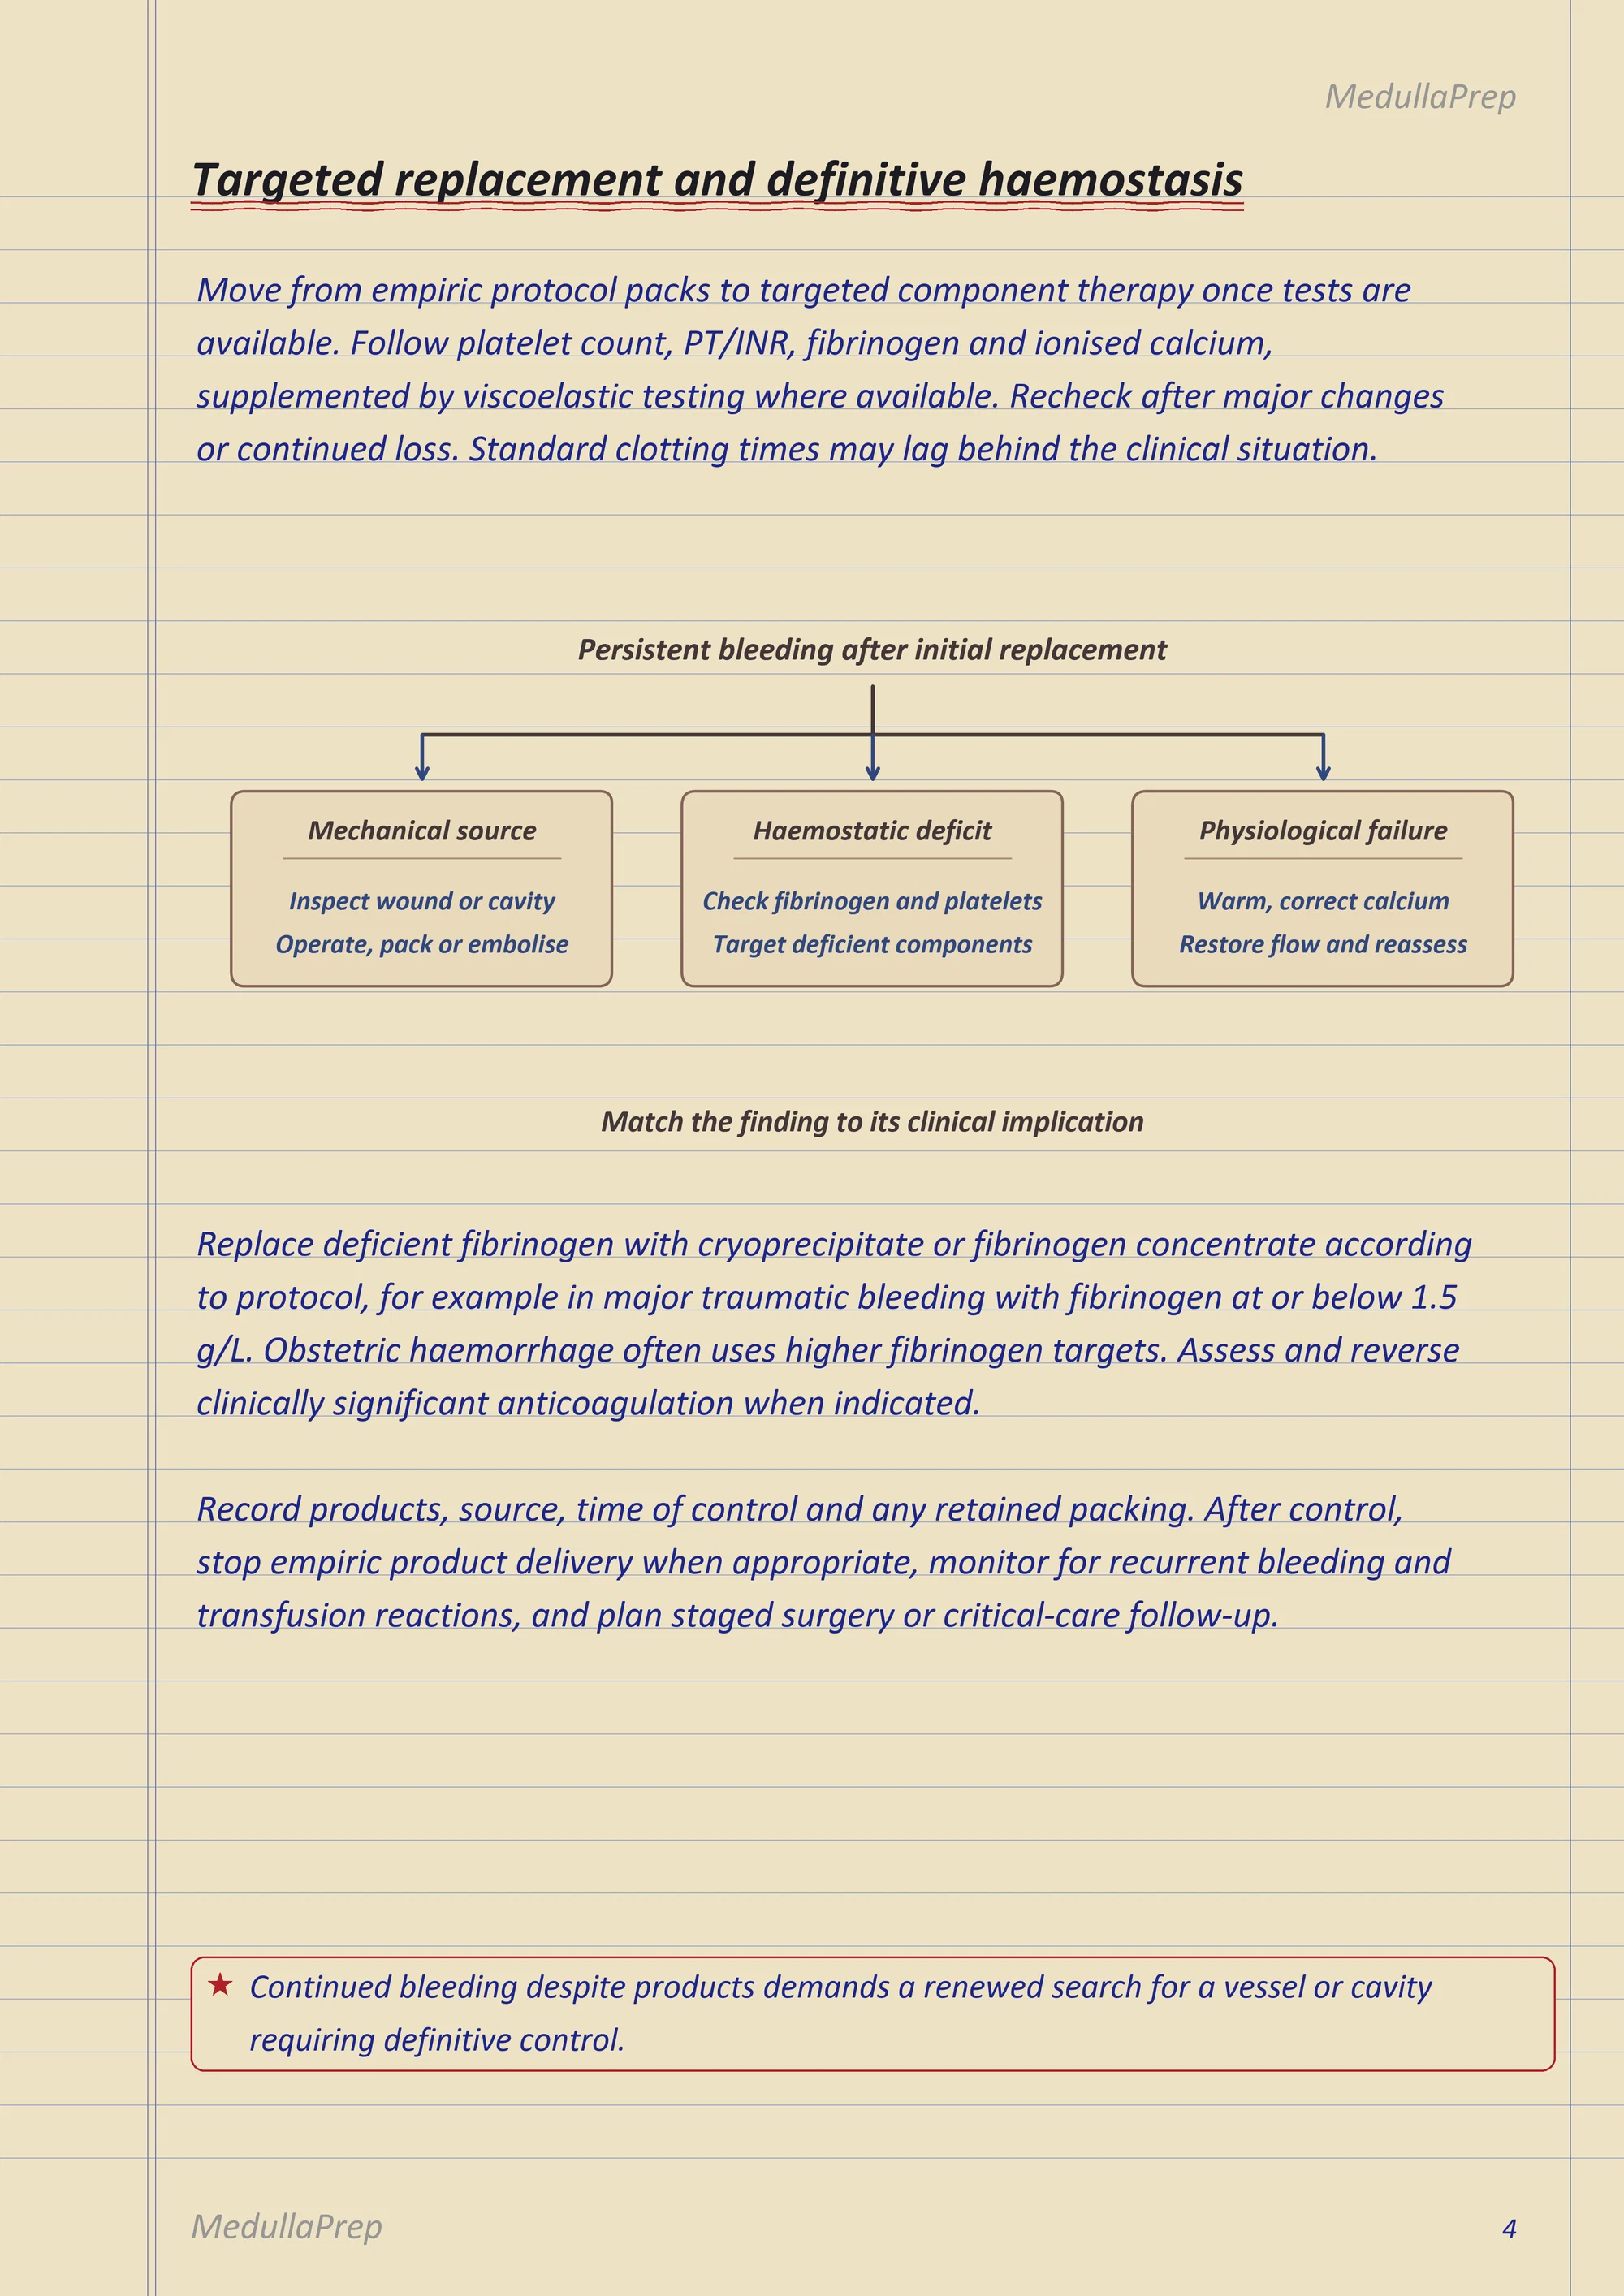 MedullaPrep
Targeted replacement and definitive haemostasis
Move from empiric protocol packs to targeted component therapy once tests are
available. Follow platelet count, PT/INR, fibrinogen and ionised calcium,
supplemented by viscoelastic testing where available. Recheck after major changes
or continued loss. Standard clotting times may lag behind the clinical situation.
Persistent bleeding after initial replacement
Mechanical source
Inspect wound or cavity
Operate, pack or embolise
Haemostatic deficit
Check fibrinogen and platelets
Target deficient components
Physiological failure
Warm, correct calcium
Restore flow and reassess
Match the finding to its clinical implication
Replace deficient fibrinogen with cryoprecipitate or fibrinogen concentrate according
to protocol, for example in major traumatic bleeding with fibrinogen at or below 1.5
g/L. Obstetric haemorrhage often uses higher fibrinogen targets. Assess and reverse
clinically significant anticoagulation when indicated.
Record products, source, time of control and any retained packing. After control,
stop empiric product delivery when appropriate, monitor for recurrent bleeding and
transfusion reactions, and plan staged surgery or critical-care follow-up.
★ Continued bleeding despite products demands a renewed search for a vessel or cavity
requiring definitive control.
MedullaPrep
4